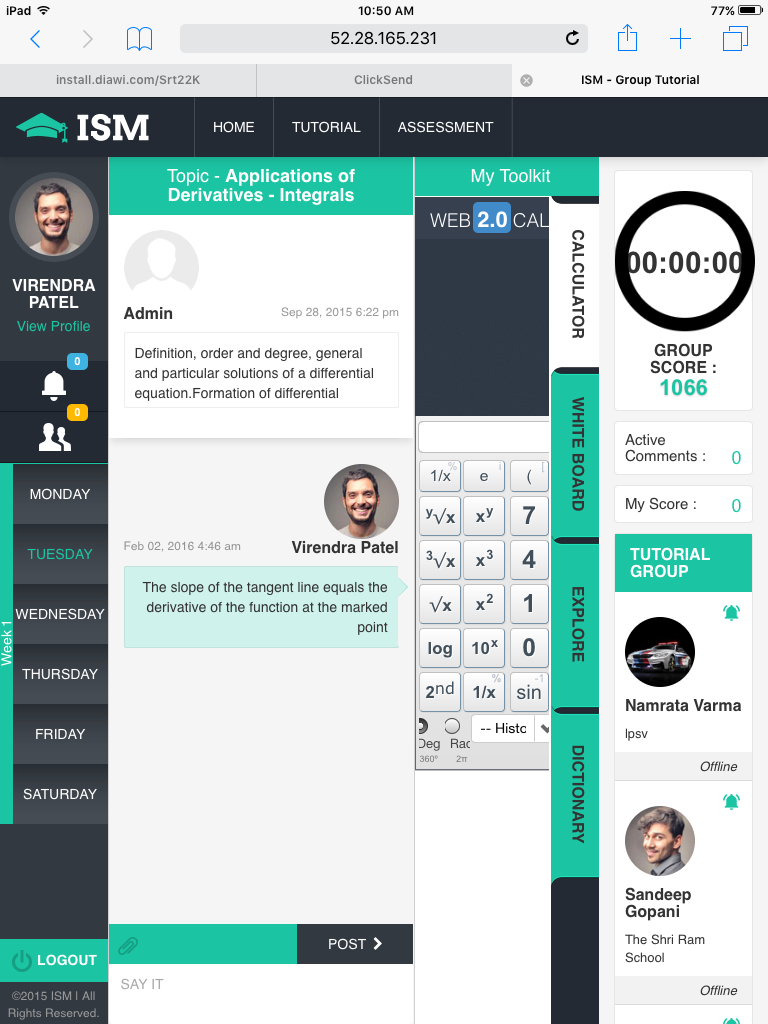 iPad
10:50 AM
77%
52.28.165.231
install.diawi.com/Srt22K
ClickSend
ISM - Group Tutorial
ISM
HOME
TUTORIAL
ASSESSMENT
VIRENDRA
PATEL
View Profile
0
0
Week 1
MONDAY
TUESDAY
WEDNESDAY
THURSDAY
FRIDAY
SATURDAY
LOGOUT
©2015 ISM | All
Rights Reserved.
Topic - Applications of
Derivatives - Integrals
Admin
Sep 28, 2015 6:22 pm
Definition, order and degree, general
and particular solutions of a differential
equation.Formation of differential
Feb 02, 2016 4:46 am
Virendra Patel
The slope of the tangent line equals the
derivative of the function at the marked
point
POST
SAY IT
My Toolkit
WEB 2.0 CAL
1/x % e i ( [
ʸ√x xʸ 7
³√x x³ 4
√x x² 1
log 10ˣ 0
2nd 1/x % sin -1
-- Histo
Deg Rad
360° 2π
CALCULATOR
WHITE BOARD
EXPLORE
DICTIONARY
00:00:00
GROUP
SCORE :
1066
Active
Comments :
0
My Score :
0
TUTORIAL
GROUP
Namrata Varma
Ipsv
Offline
Sandeep
Gopani
The Shri Ram
School
Offline